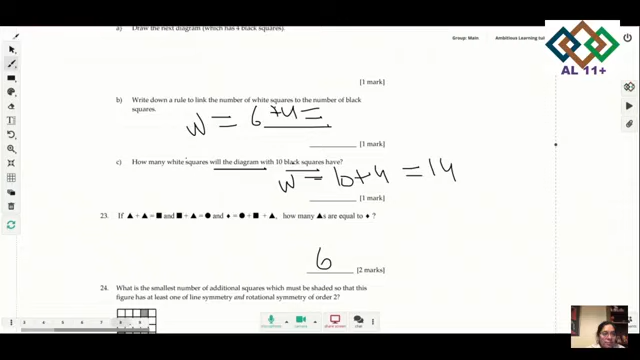 a) Draw the next diagram (which has 4 black squares).
Group: Main
Ambitious Learning
AL 11+
[1 mark]
b) Write down a rule to link the number of white squares to the number of black
squares.
W = 6 +4 =
[1 mark]
c) How many white squares will the diagram with 10 black squares have?
W = 10+4 = 14
[1 mark]
23. If ▲ + ▲ = ■ and ■ + ▲ = ● and ♦ = ● + ■ + ▲, how many ▲s are equal to ♦ ?
6
[2 marks]
24. What is the smallest number of additional squares which must be shaded so that this
figure has at least one of line symmetry and rotational symmetry of order 2?